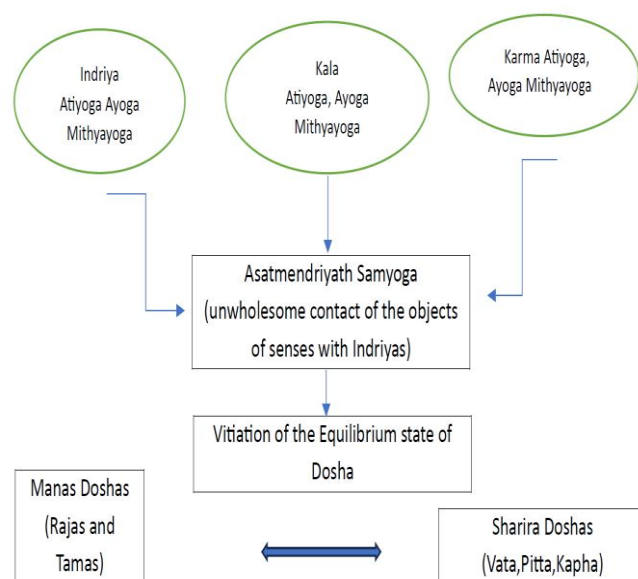 Indriya
Atiyoga Ayoga
Mithyayoga
Kala
Atiyoga, Ayoga
Mithyayoga
Karma Atiyoga,
Ayoga Mithyayoga
Asatmendriyath Samyoga
(unwholesome contact of the objects
of senses with Indriyas)
Vitiation of the Equilibrium state of
Dosha
Manas Doshas
(Rajas and
Tamas)
Sharira Doshas
(Vata,Pitta,Kapha)